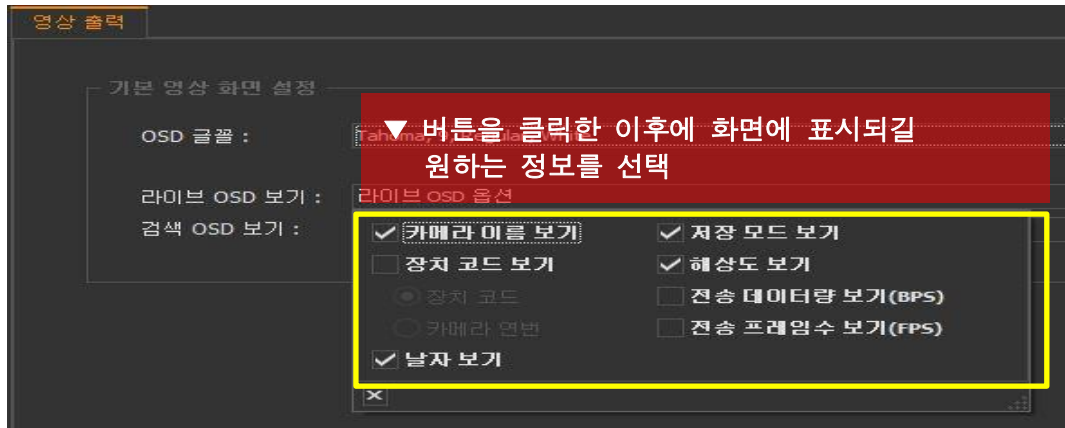 영상 출력
기본 영상 화면 설정
▼ 버튼을 클릭한 이후에 화면에 표시되길
원하는 정보를 선택
OSD 글꼴 :
라이브 OSD 보기 : 라이브 OSD 옵션
검색 OSD 보기 :
카메라 이름 보기 저장 모드 보기
장치 코드 보기 해상도 보기
장치 코드 전송 데이터량 보기(BPS)
카메라 연번 전송 프레임수 보기(FPS)
날자 보기